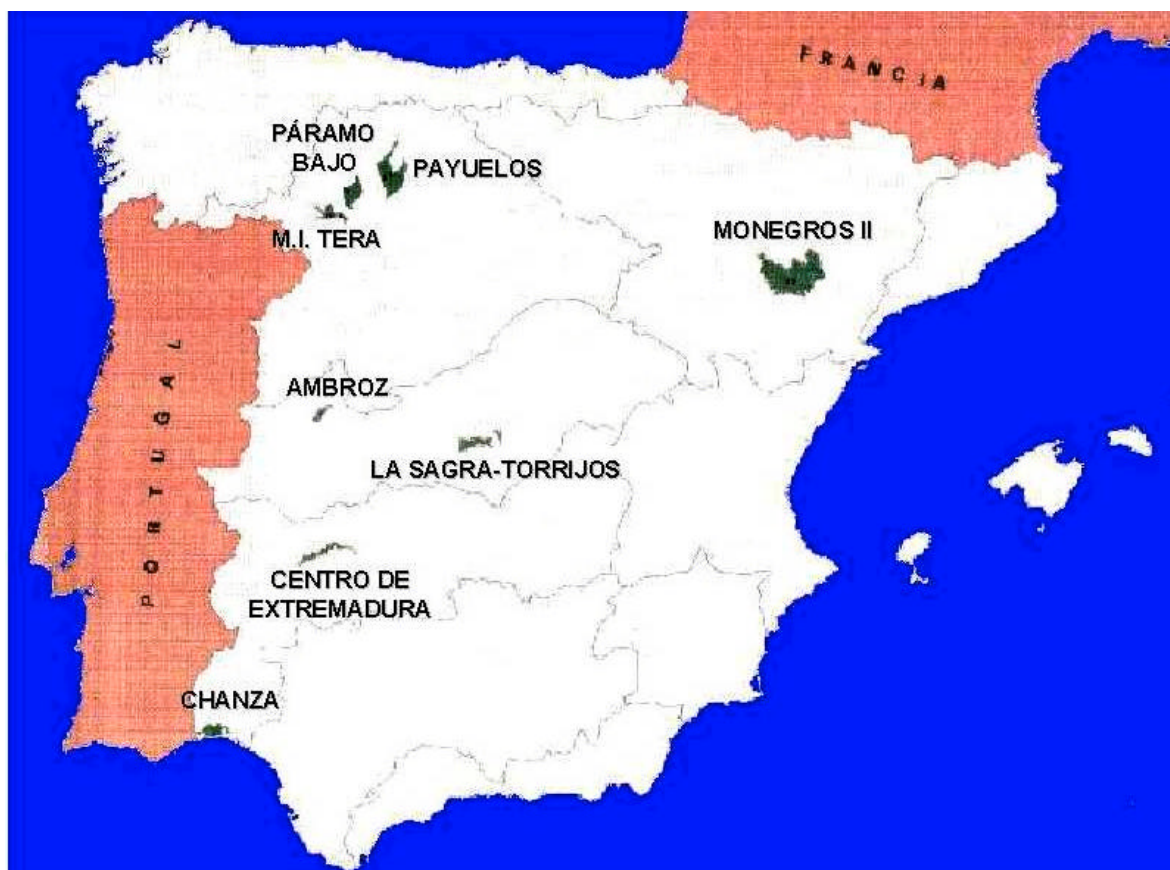 FRANCIA
PÁRAMO
BAJO
PAYUELOS
M.I. TERA
MONEGROS II
PORTUGAL
AMBROZ
LA SAGRA-TORRIJOS
CENTRO DE
EXTREMADURA
CHANZA